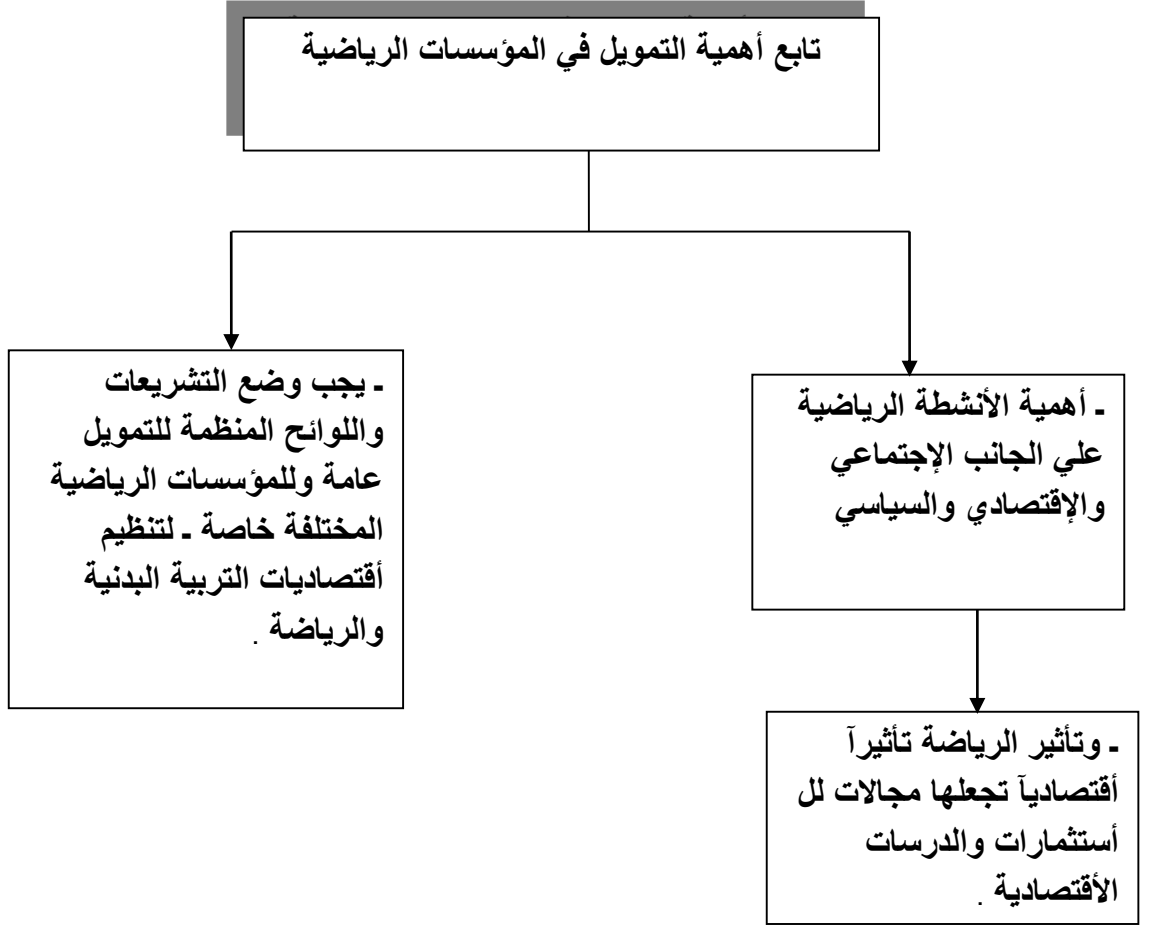 تابع أهمية التمويل في المؤسسات الرياضية
ـ أهمية الأنشطة الرياضية
علي الجانب الإجتماعي
والإقتصادي والسياسي
ـ يجب وضع التشريعات
واللوائح المنظمة للتمويل
عامة وللمؤسسات الرياضية
المختلفة خاصة ـ لتنظيم
أقتصاديات التربية البدنية
والرياضة .
ـ وتأثير الرياضة تأثيرآ
أقتصاديآ تجعلها مجالات لل
أستثمارات والدرسات
الأقتصادية .